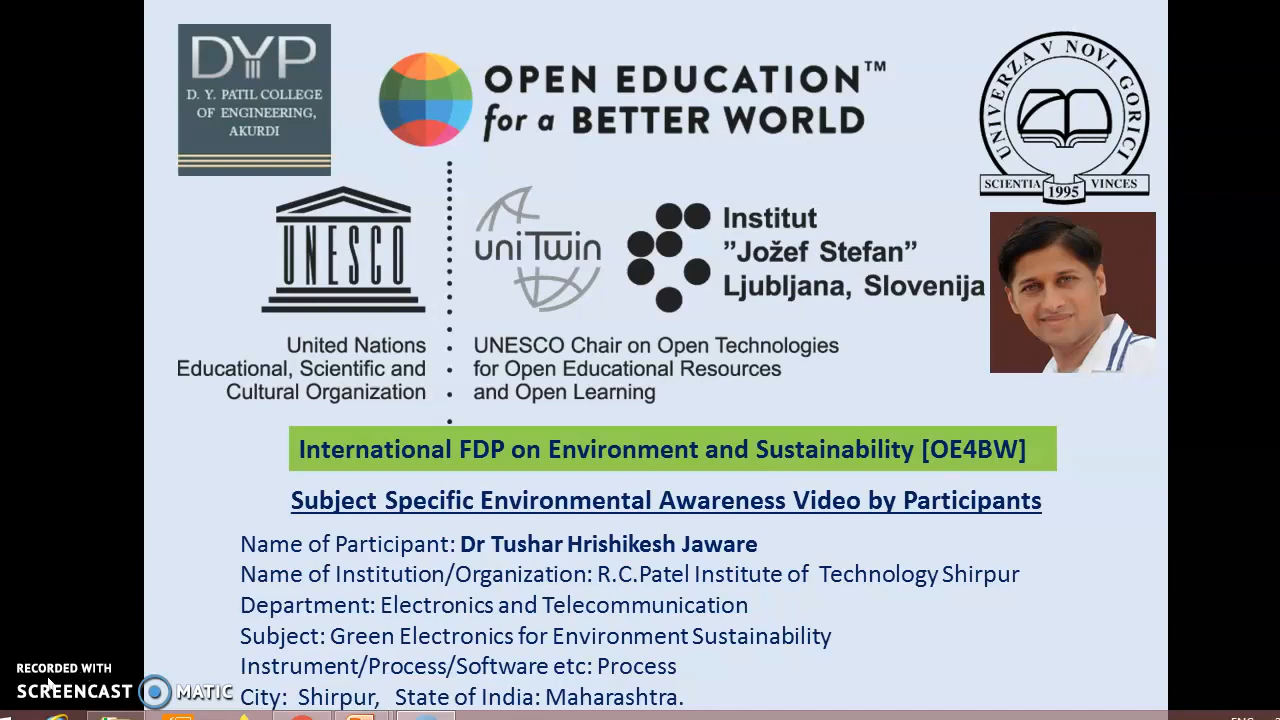 DYP
D. Y. PATIL COLLEGE
OF ENGINEERING,
AKURDI
OPEN EDUCATION™
for a BETTER WORLD
UNIVERZA V NOVI GORICI
SCIENTIA 1995 VINCES
UNESCO
uniTwin
Institut
”Jožef Stefan”
Ljubljana, Slovenija
United Nations
Educational, Scientific and
Cultural Organization
UNESCO Chair on Open Technologies
for Open Educational Resources
and Open Learning
International FDP on Environment and Sustainability [OE4BW]
Subject Specific Environmental Awareness Video by Participants
Name of Participant: Dr Tushar Hrishikesh Jaware
Name of Institution/Organization: R.C.Patel Institute of Technology Shirpur
Department: Electronics and Telecommunication
Subject: Green Electronics for Environment Sustainability
Instrument/Process/Software etc: Process
City: Shirpur, State of India: Maharashtra.
RECORDED WITH
SCREENCAST MATIC